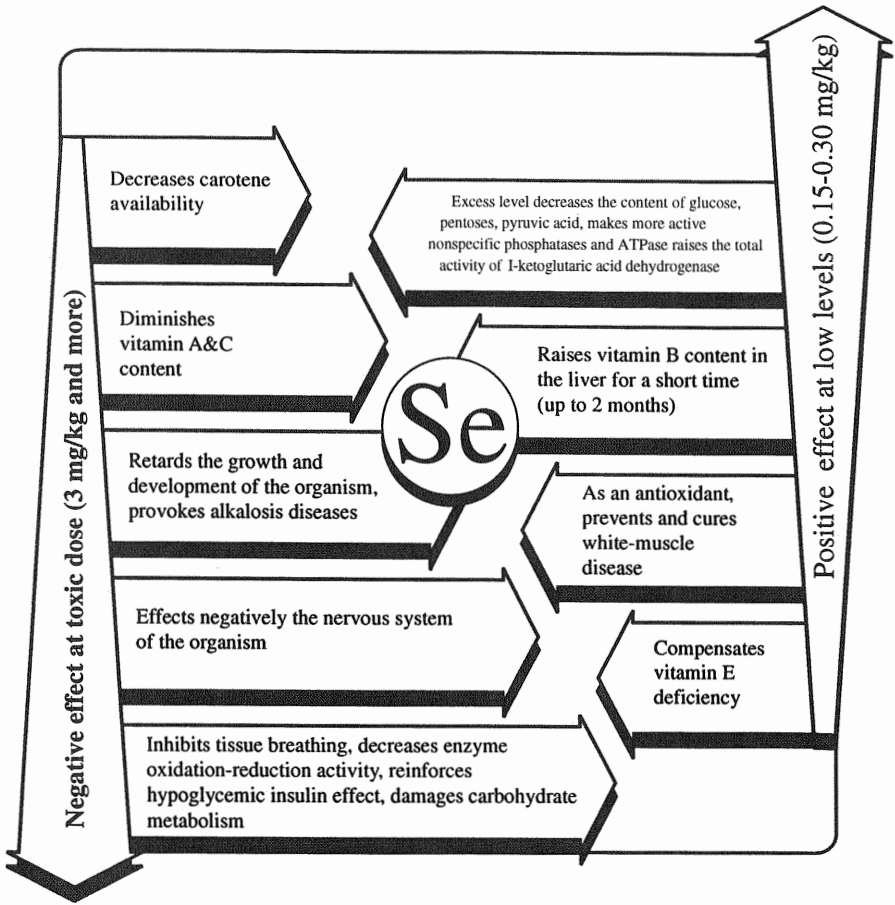 Negative effect at toxic dose (3 mg/kg and more)
Decreases carotene
availability
Diminishes
vitamin A&C
content
Retards the growth and
development of the organism,
provokes alkalosis diseases
Effects negatively the nervous system
of the organism
Inhibits tissue breathing, decreases enzyme
oxidation-reduction activity, reinforces
hypoglycemic insulin effect, damages carbohydrate
metabolism
Se
Excess level decreases the content of glucose,
pentoses, pyruvic acid, makes more active
nonspecific phosphatases and ATPase raises the total
activity of I-ketoglutaric acid dehydrogenase
Raises vitamin B content in
the liver for a short time
(up to 2 months)
As an antioxidant,
prevents and cures
white-muscle
disease
Compensates
vitamin E
deficiency
Positive effect at low levels (0.15-0.30 mg/kg)